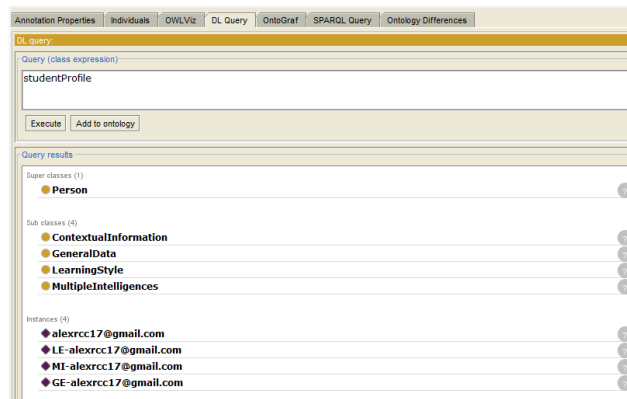 Annotation Properties Individuals OWLViz DL Query OntoGraf SPARQL Query Ontology Differences
DL query:
Query (class expression)
studentProfile
Execute Add to ontology
Query results
Super classes (1)
Person
?
Sub classes (4)
ContextualInformation
?
GeneralData
?
LearningStyle
?
MultipleIntelligences
?
Instances (4)
alexrcc17@gmail.com
?
LE-alexrcc17@gmail.com
?
MI-alexrcc17@gmail.com
?
GE-alexrcc17@gmail.com
?